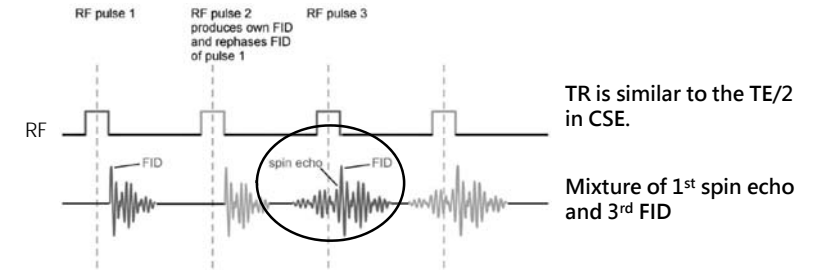 RF pulse 1
RF pulse 2
produces own FID
and rephases FID
of pulse 1
RF pulse 3
TR is similar to the TE/2
in CSE.
RF
FID
spin echo
FID
Mixture of 1st spin echo
and 3rd FID